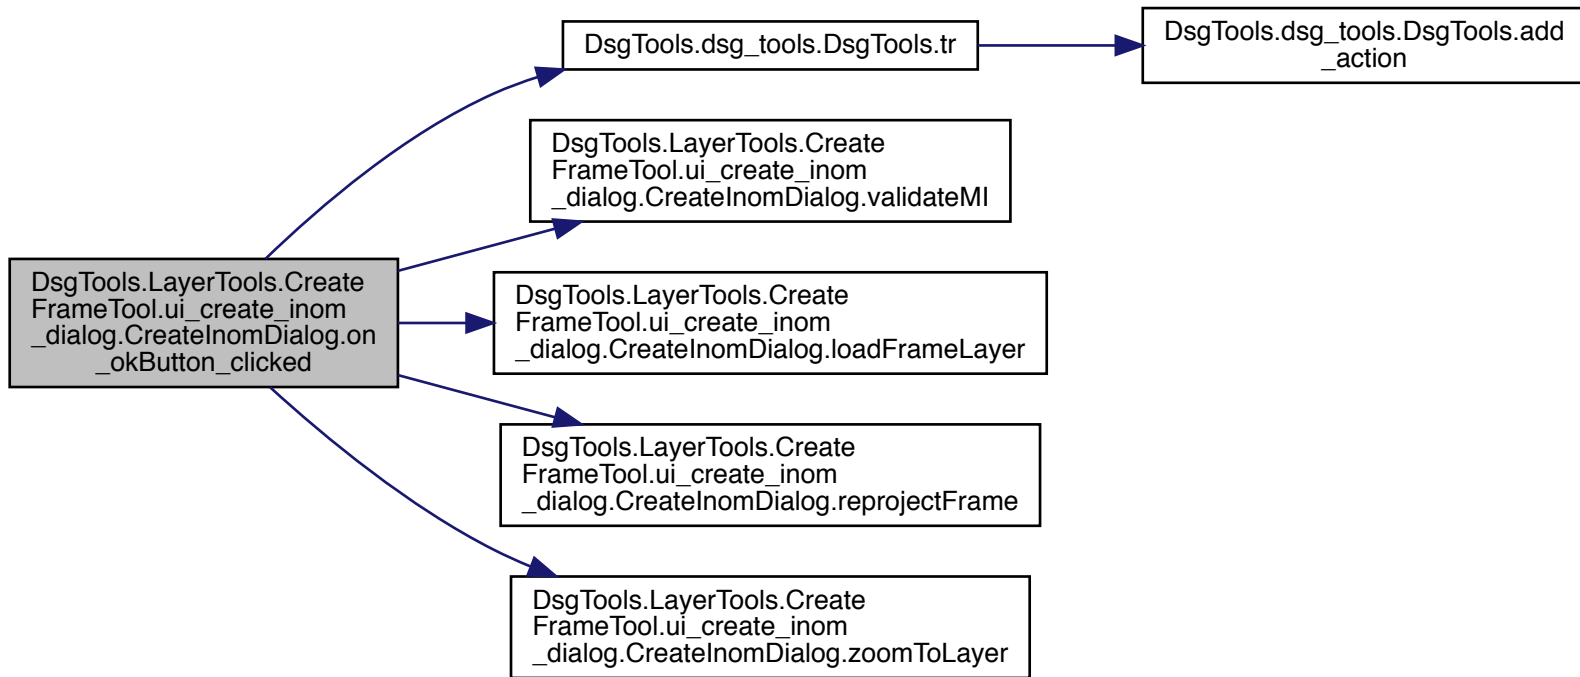 DsgTools.dsg_tools.DsgTools.tr
DsgTools.dsg_tools.DsgTools.add
_action
DsgTools.LayerTools.Create
FrameTool.ui_create_inom
_dialog.CreateInomDialog.validateMI
DsgTools.LayerTools.Create
FrameTool.ui_create_inom
_dialog.CreateInomDialog.on
_okButton_clicked
DsgTools.LayerTools.Create
FrameTool.ui_create_inom
_dialog.CreateInomDialog.loadFrameLayer
DsgTools.LayerTools.Create
FrameTool.ui_create_inom
_dialog.CreateInomDialog.reprojectFrame
DsgTools.LayerTools.Create
FrameTool.ui_create_inom
_dialog.CreateInomDialog.zoomToLayer